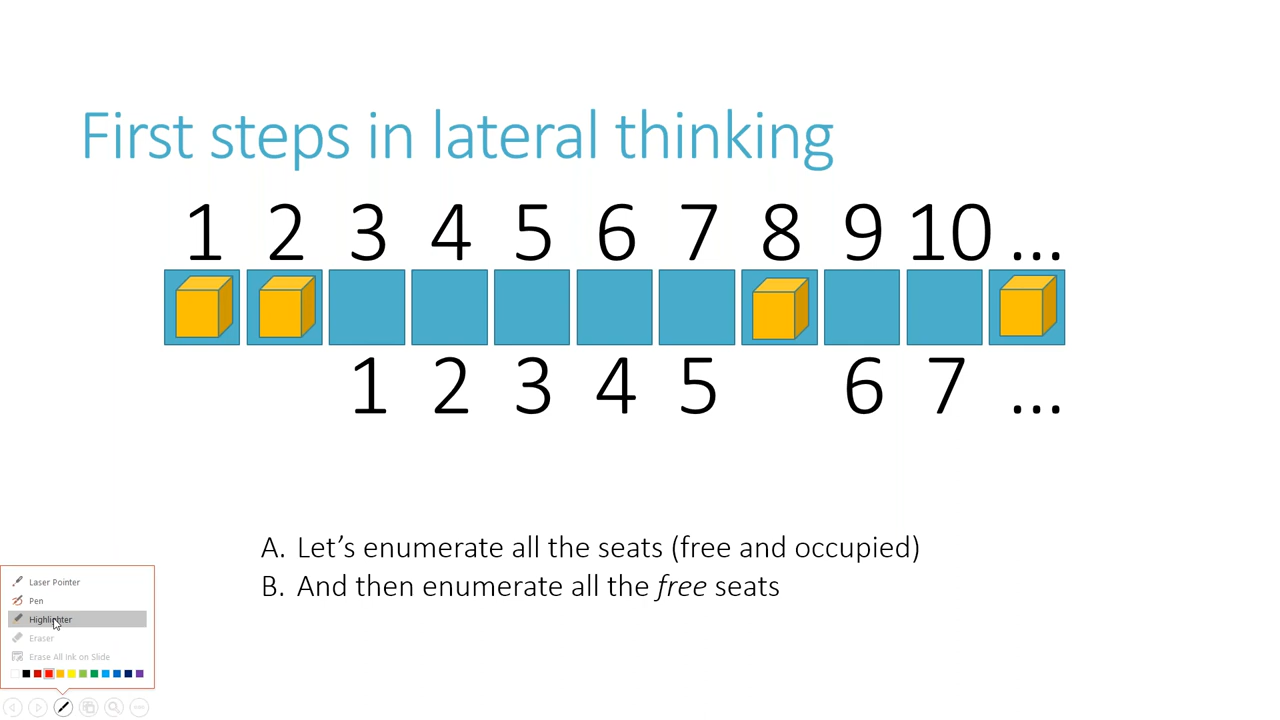 First steps in lateral thinking
1 2 3 4 5 6 7 8 9 10 ...
1 2 3 4 5 6 7 ...
A. Let’s enumerate all the seats (free and occupied)
B. And then enumerate all the free seats
Laser Pointer
Pen
Highlighter
Eraser
Erase All Ink on Slide